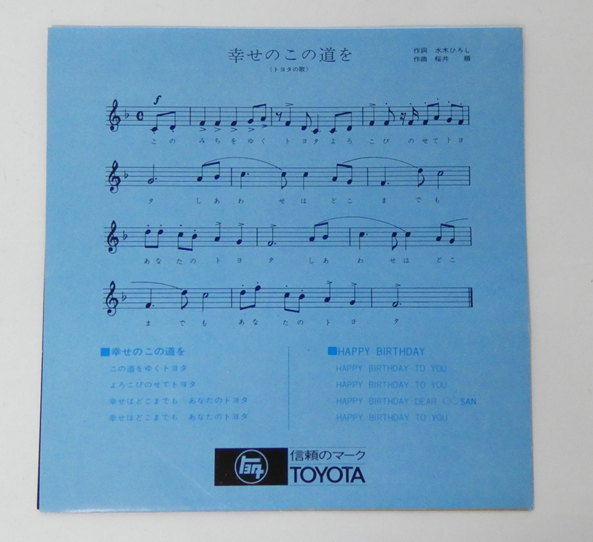 幸せのこの道を
(トヨタの歌)
作詞 水木ひろし
作曲 桜井 順
このみちをゆくトヨタよろこびのせてトヨ
タしあわせはどこまでも
あなたのトヨタしあわせはどこ
までもあなたのトヨタ
■幸せのこの道を
この道をゆくトヨタ
よろこびのせてトヨタ
幸せはどこまでも あなたのトヨタ
幸せはどこまでも あなたのトヨタ
■HAPPY BIRTHDAY
HAPPY BIRTHDAY TO YOU
HAPPY BIRTHDAY TO YOU
HAPPY BIRTHDAY DEAR ○○SAN
HAPPY BIRTHDAY TO YOU
トヨタ
信頼のマーク
TOYOTA